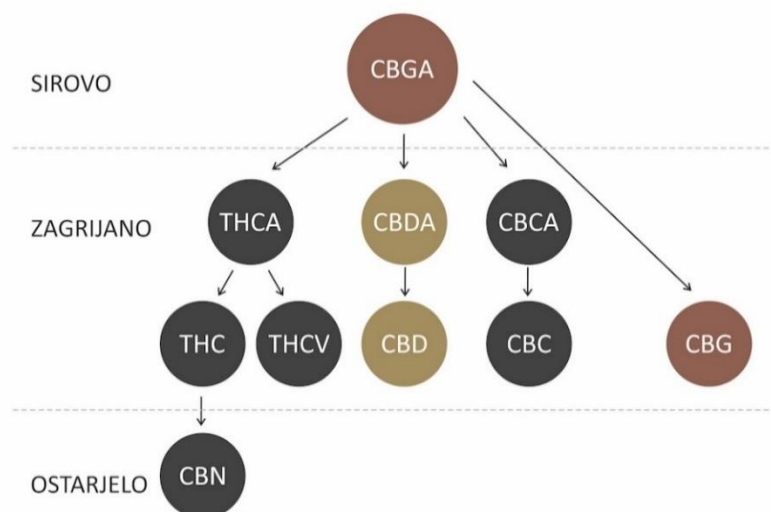 CBGA
SIROVO
THCA
CBDA
CBCA
ZAGRIJANO
THC
THCV
CBD
CBC
CBG
CBN
OSTARJELO